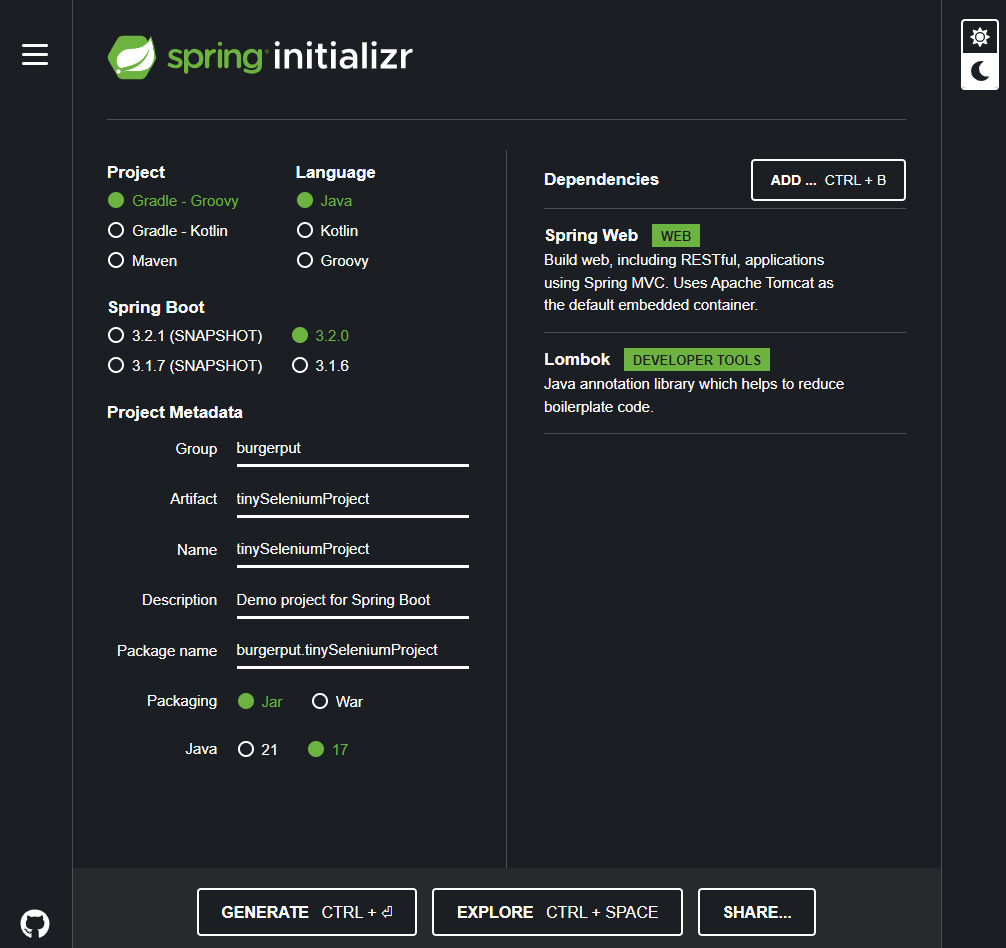 spring initializr
Project
Gradle - Groovy
Gradle - Kotlin
Maven
Language
Java
Kotlin
Groovy
Spring Boot
3.2.1 (SNAPSHOT) 3.2.0
3.1.7 (SNAPSHOT) 3.1.6
Project Metadata
Group burgerput
Artifact tinySeleniumProject
Name tinySeleniumProject
Description Demo project for Spring Boot
Package name burgerput.tinySeleniumProject
Packaging Jar War
Java 21 17
Dependencies ADD ... CTRL + B
Spring Web WEB
Build web, including RESTful, applications
using Spring MVC. Uses Apache Tomcat as
the default embedded container.
Lombok DEVELOPER TOOLS
Java annotation library which helps to reduce
boilerplate code.
GENERATE CTRL + ⏎ EXPLORE CTRL + SPACE SHARE...